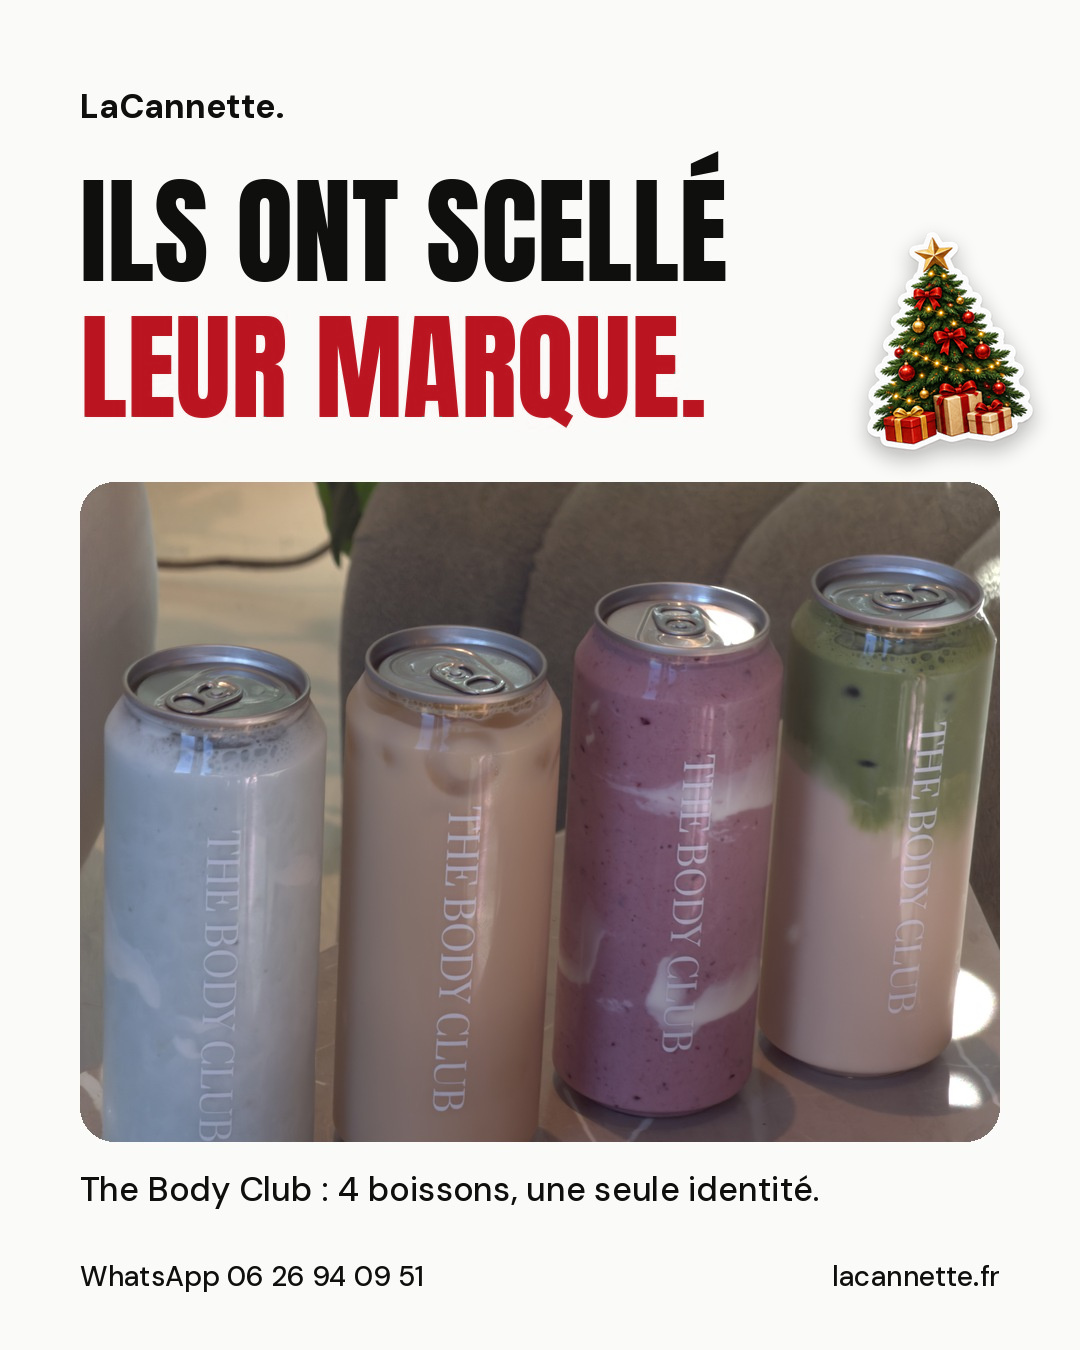 LaCannette.
ILS ONT SCELLÉ
LEUR MARQUE.
THE BODY CLUB
THE BODY CLUB
THE BODY CLUB
THE BODY CLUB
The Body Club : 4 boissons, une seule identité.
WhatsApp 06 26 94 09 51
lacannette.fr